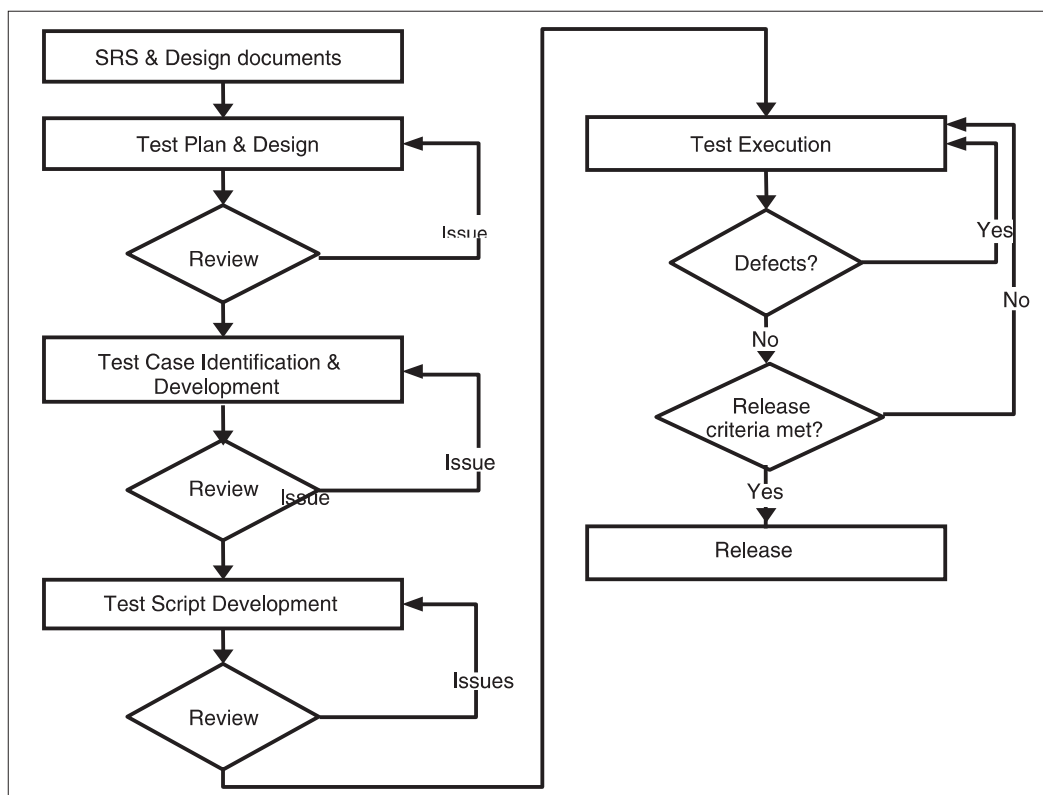 SRS & Design documents
Test Plan & Design
Issue
Review
Test Case Identification &
Development
Issue
Review
Issue
Test Script Development
Issues
Review
Test Execution
Yes
Defects?
No
No
Release
criteria met?
Yes
Release